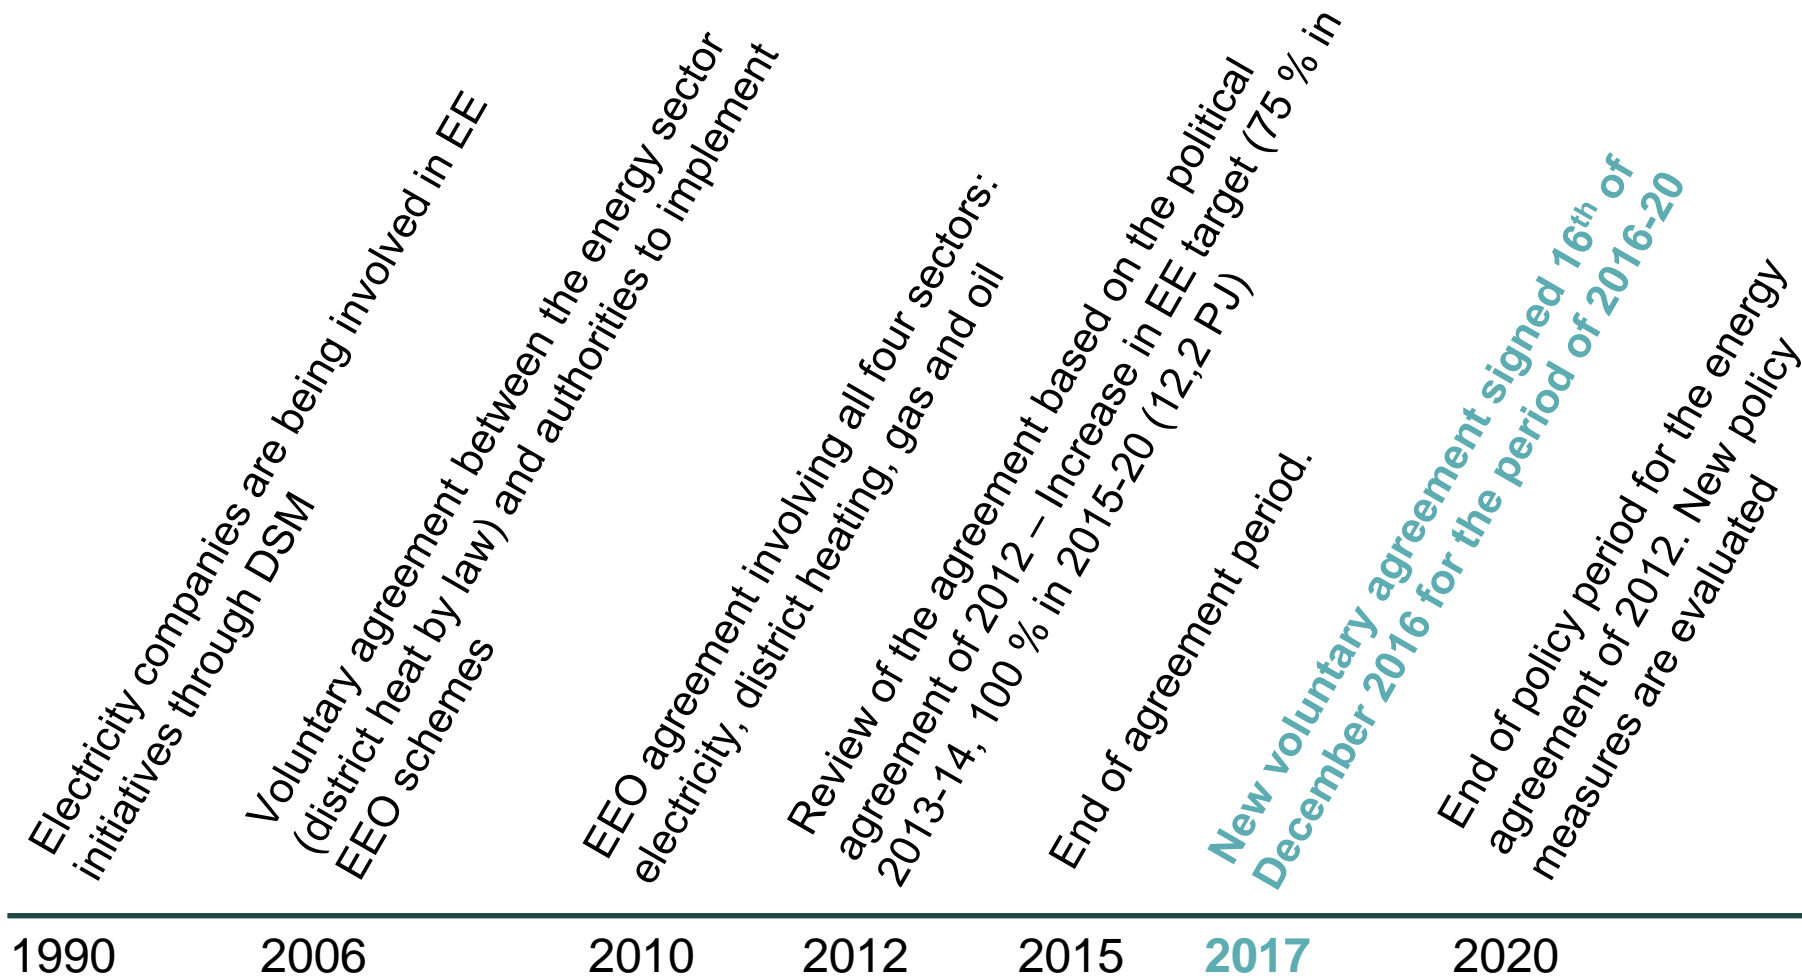 Electricity companies are being involved in EE
initiatives through DSM
Voluntary agreement between the energy sector
(district heat by law) and authorities to implement
EEO schemes
EEO agreement involving all four sectors:
electricity, district heating, gas and oil
Review of the agreement based on the political
agreement of 2012 – Increase in EE target (75 % in
2013-14, 100 % in 2015-20 (12,2 PJ)
End of agreement period.
New voluntary agreement signed 16th of
December 2016 for the period of 2016-20
End of policy period for the energy
agreement of 2012. New policy
measures are evaluated
1990 2006 2010 2012 2015 2017 2020